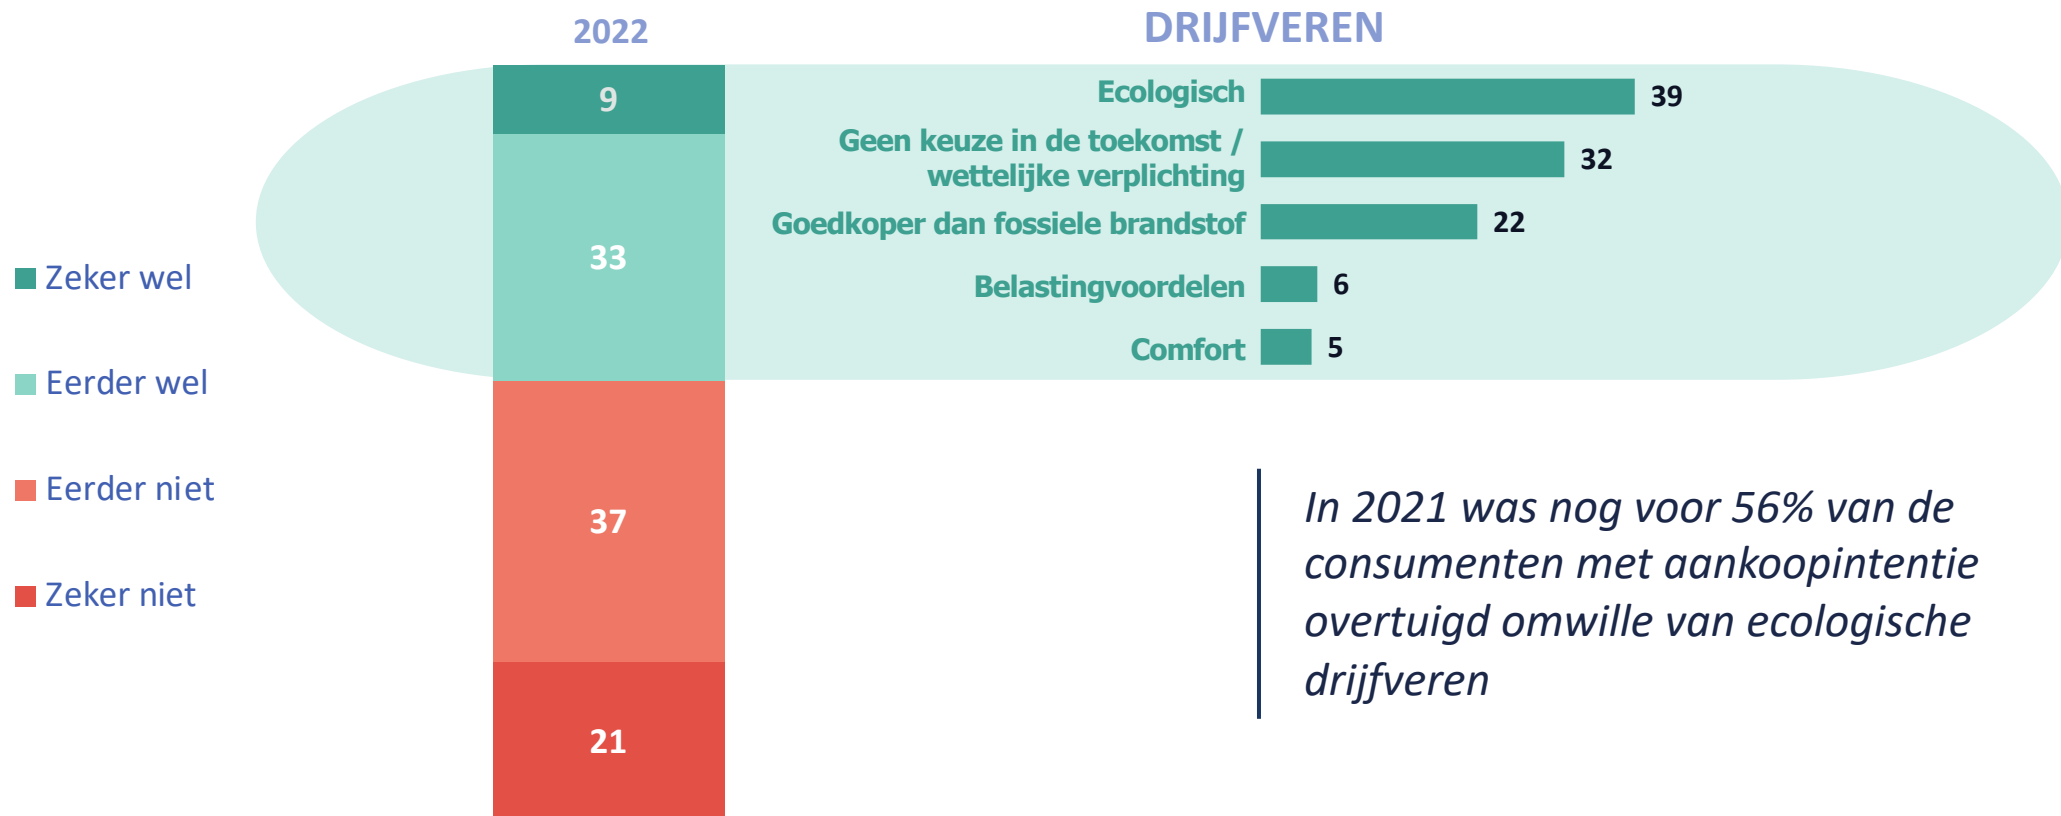 2022
9
33
37
21
Zeker wel
Eerder wel
Eerder niet
Zeker niet
DRIJFVEREN
Ecologisch 39
Geen keuze in de toekomst /
wettelijke verplichting 32
Goedkoper dan fossiele brandstof 22
Belastingvoordelen 6
Comfort 5
In 2021 was nog voor 56% van de
consumenten met aankoopintentie
overtuigd omwille van ecologische
drijfveren